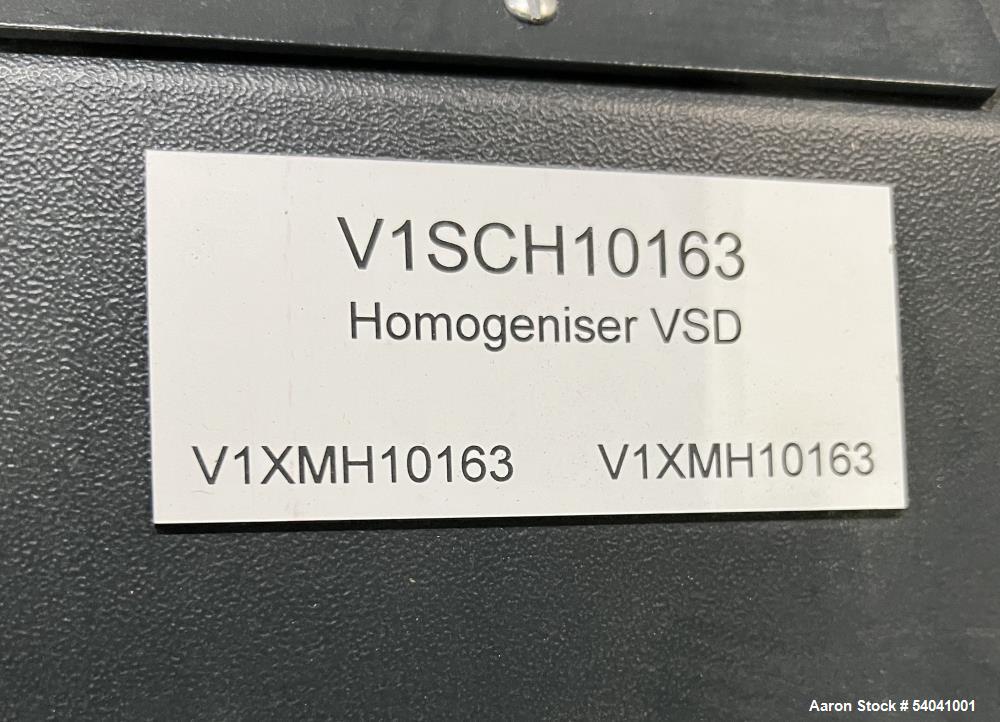 V1SCH10163
Homogeniser VSD
V1XMH10163 V1XMH10163
Aaron Stock # 54041001